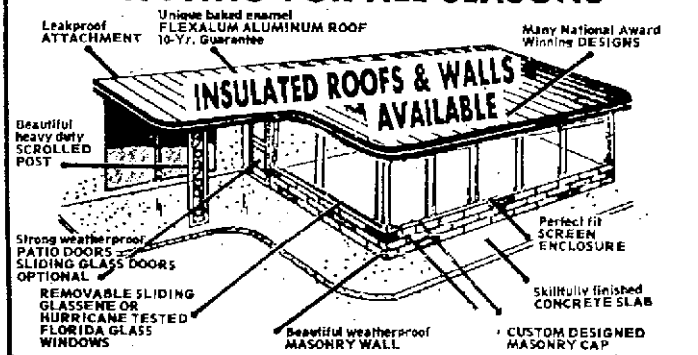 FOR ALL SEASONS
Leakproof
ATTACHMENT
Unique baked enamel
FLEXALUM ALUMINUM ROOF
10-Yr. Guarantee
Many National Award
Winning DESIGNS
INSULATED ROOFS & WALLS
AVAILABLE
Beautiful
heavy duty
SCROLLED
POST
Strong weatherproof
PATIO DOORS
SLIDING GLASS DOORS
OPTIONAL
REMOVABLE SLIDING
GLASSENE OR
HURRICANE TESTED
FLORIDA GLASS
WINDOWS
Beautiful weatherproof
MASONRY WALL
Perfect fit
SCREEN
ENCLOSURE
Skillfully finished
CONCRETE SLAB
CUSTOM DESIGNED
MASONRY CAP